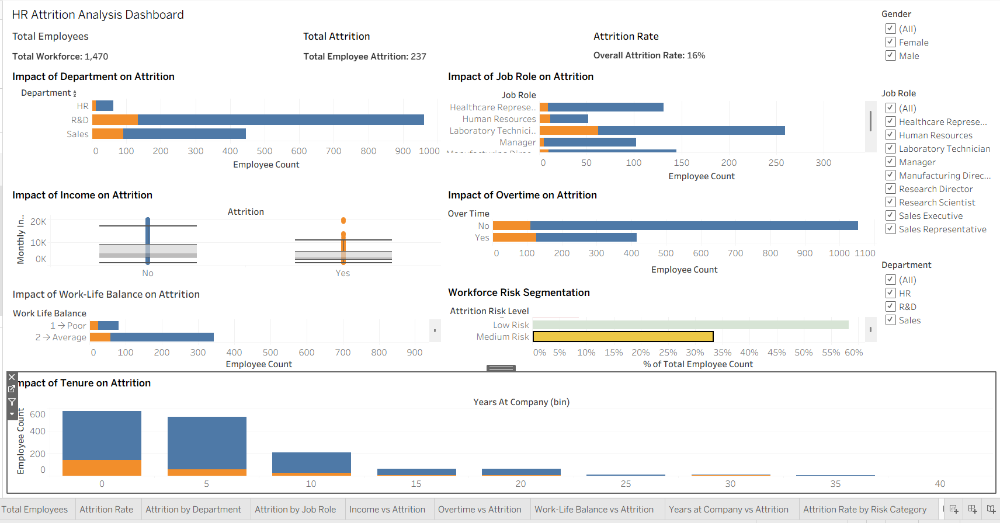 HR Attrition Analysis Dashboard
Total Employees
Total Workforce: 1,470
Total Attrition
Total Employee Attrition: 237
Attrition Rate
Overall Attrition Rate: 16%
Impact of Department on Attrition
Department
HR
R&D
Sales
0 100 200 300 400 500 600 700 800 900 1000
Employee Count
Impact of Job Role on Attrition
Job Role
Healthcare Represe..
Human Resources
Laboratory Technici..
Manager
0 50 100 150 200 250 300
Employee Count
Impact of Income on Attrition
Attrition
Monthly In..
20K
10K
0K
No Yes
Impact of Overtime on Attrition
Over Time
No
Yes
0 100 200 300 400 500 600 700 800 900 1000 1100
Employee Count
Impact of Work-Life Balance on Attrition
Work Life Balance
1 → Poor
2 → Average
0 100 200 300 400 500 600 700 800 900
Employee Count
Workforce Risk Segmentation
Attrition Risk Level
Low Risk
Medium Risk
0% 5% 10% 15% 20% 25% 30% 35% 40% 45% 50% 55% 60%
% of Total Employee Count
mpact of Tenure on Attrition
Years At Company (bin)
Employee Count
600
400
200
0
0 5 10 15 20 25 30 35 40
Gender
(All)
Female
Male
Job Role
(All)
Healthcare Represe...
Human Resources
Laboratory Technician
Manager
Manufacturing Direc...
Research Director
Research Scientist
Sales Executive
Sales Representative
Department
(All)
HR
R&D
Sales
Total Employees
Attrition Rate
Attrition by Department
Attrition by Job Role
Income vs Attrition
Overtime vs Attrition
Work-Life Balance vs Attrition
Years at Company vs Attrition
Attrition Rate by Risk Category